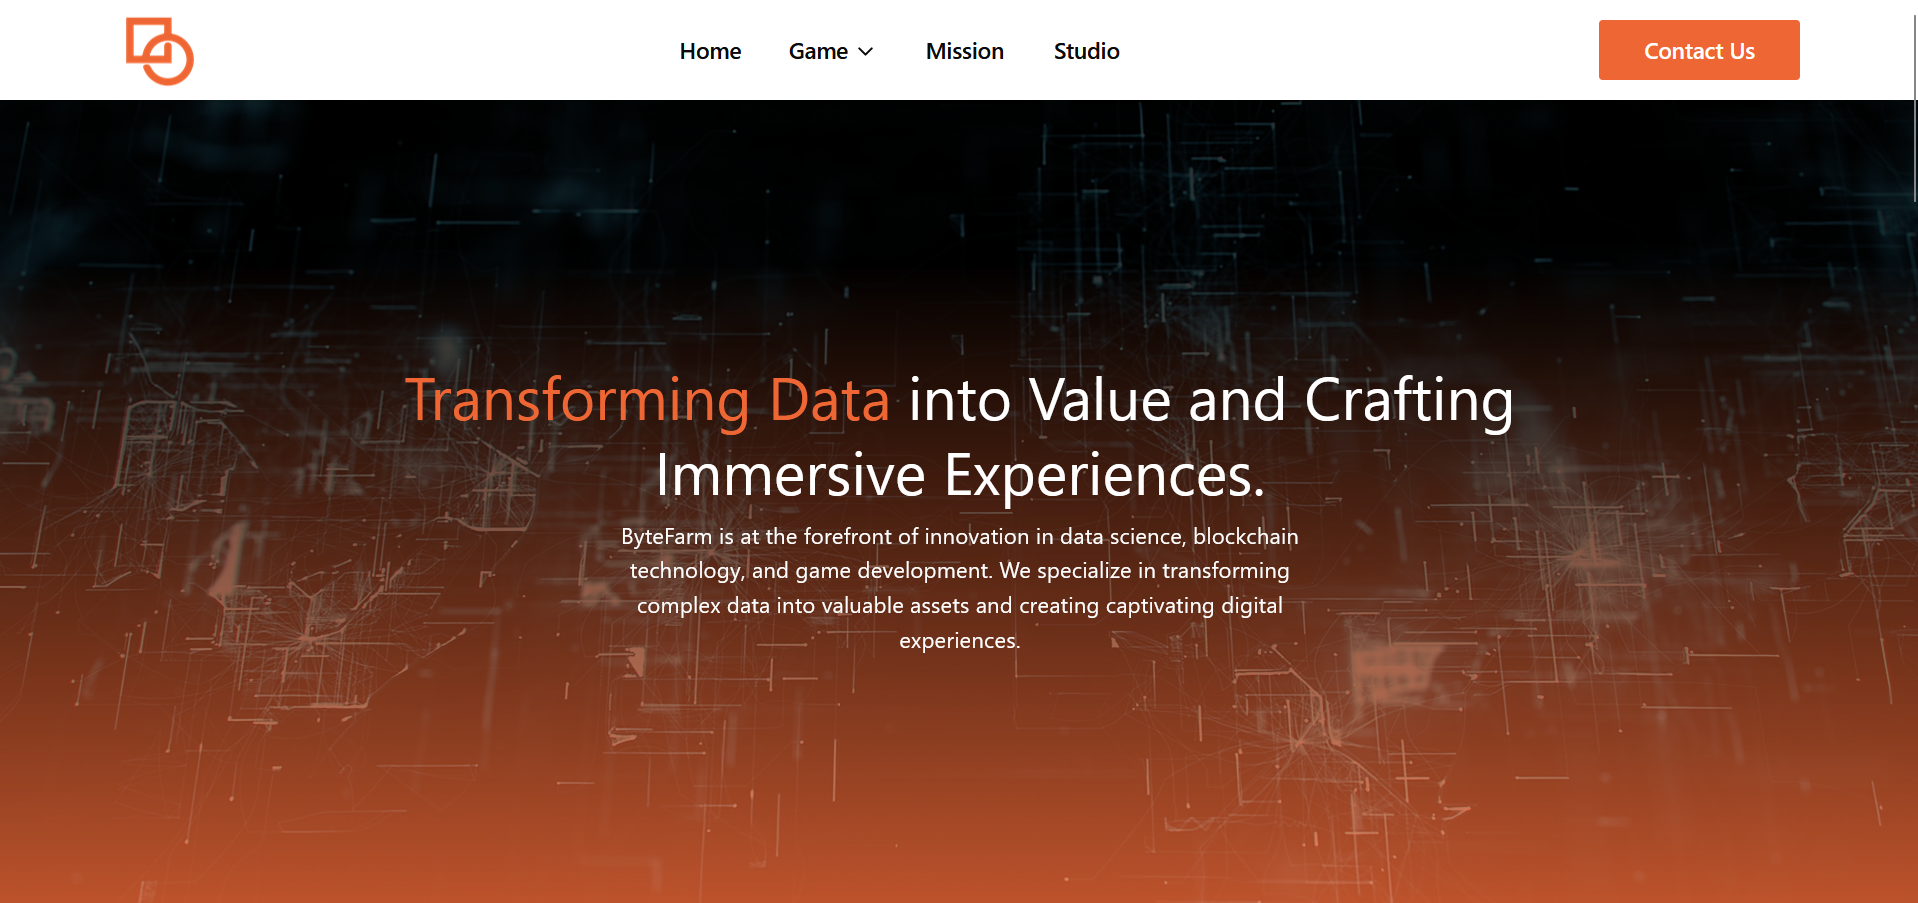 Home Game Mission Studio Contact Us
Transforming Data into Value and Crafting
Immersive Experiences.
ByteFarm is at the forefront of innovation in data science, blockchain
technology, and game development. We specialize in transforming
complex data into valuable assets and creating captivating digital
experiences.